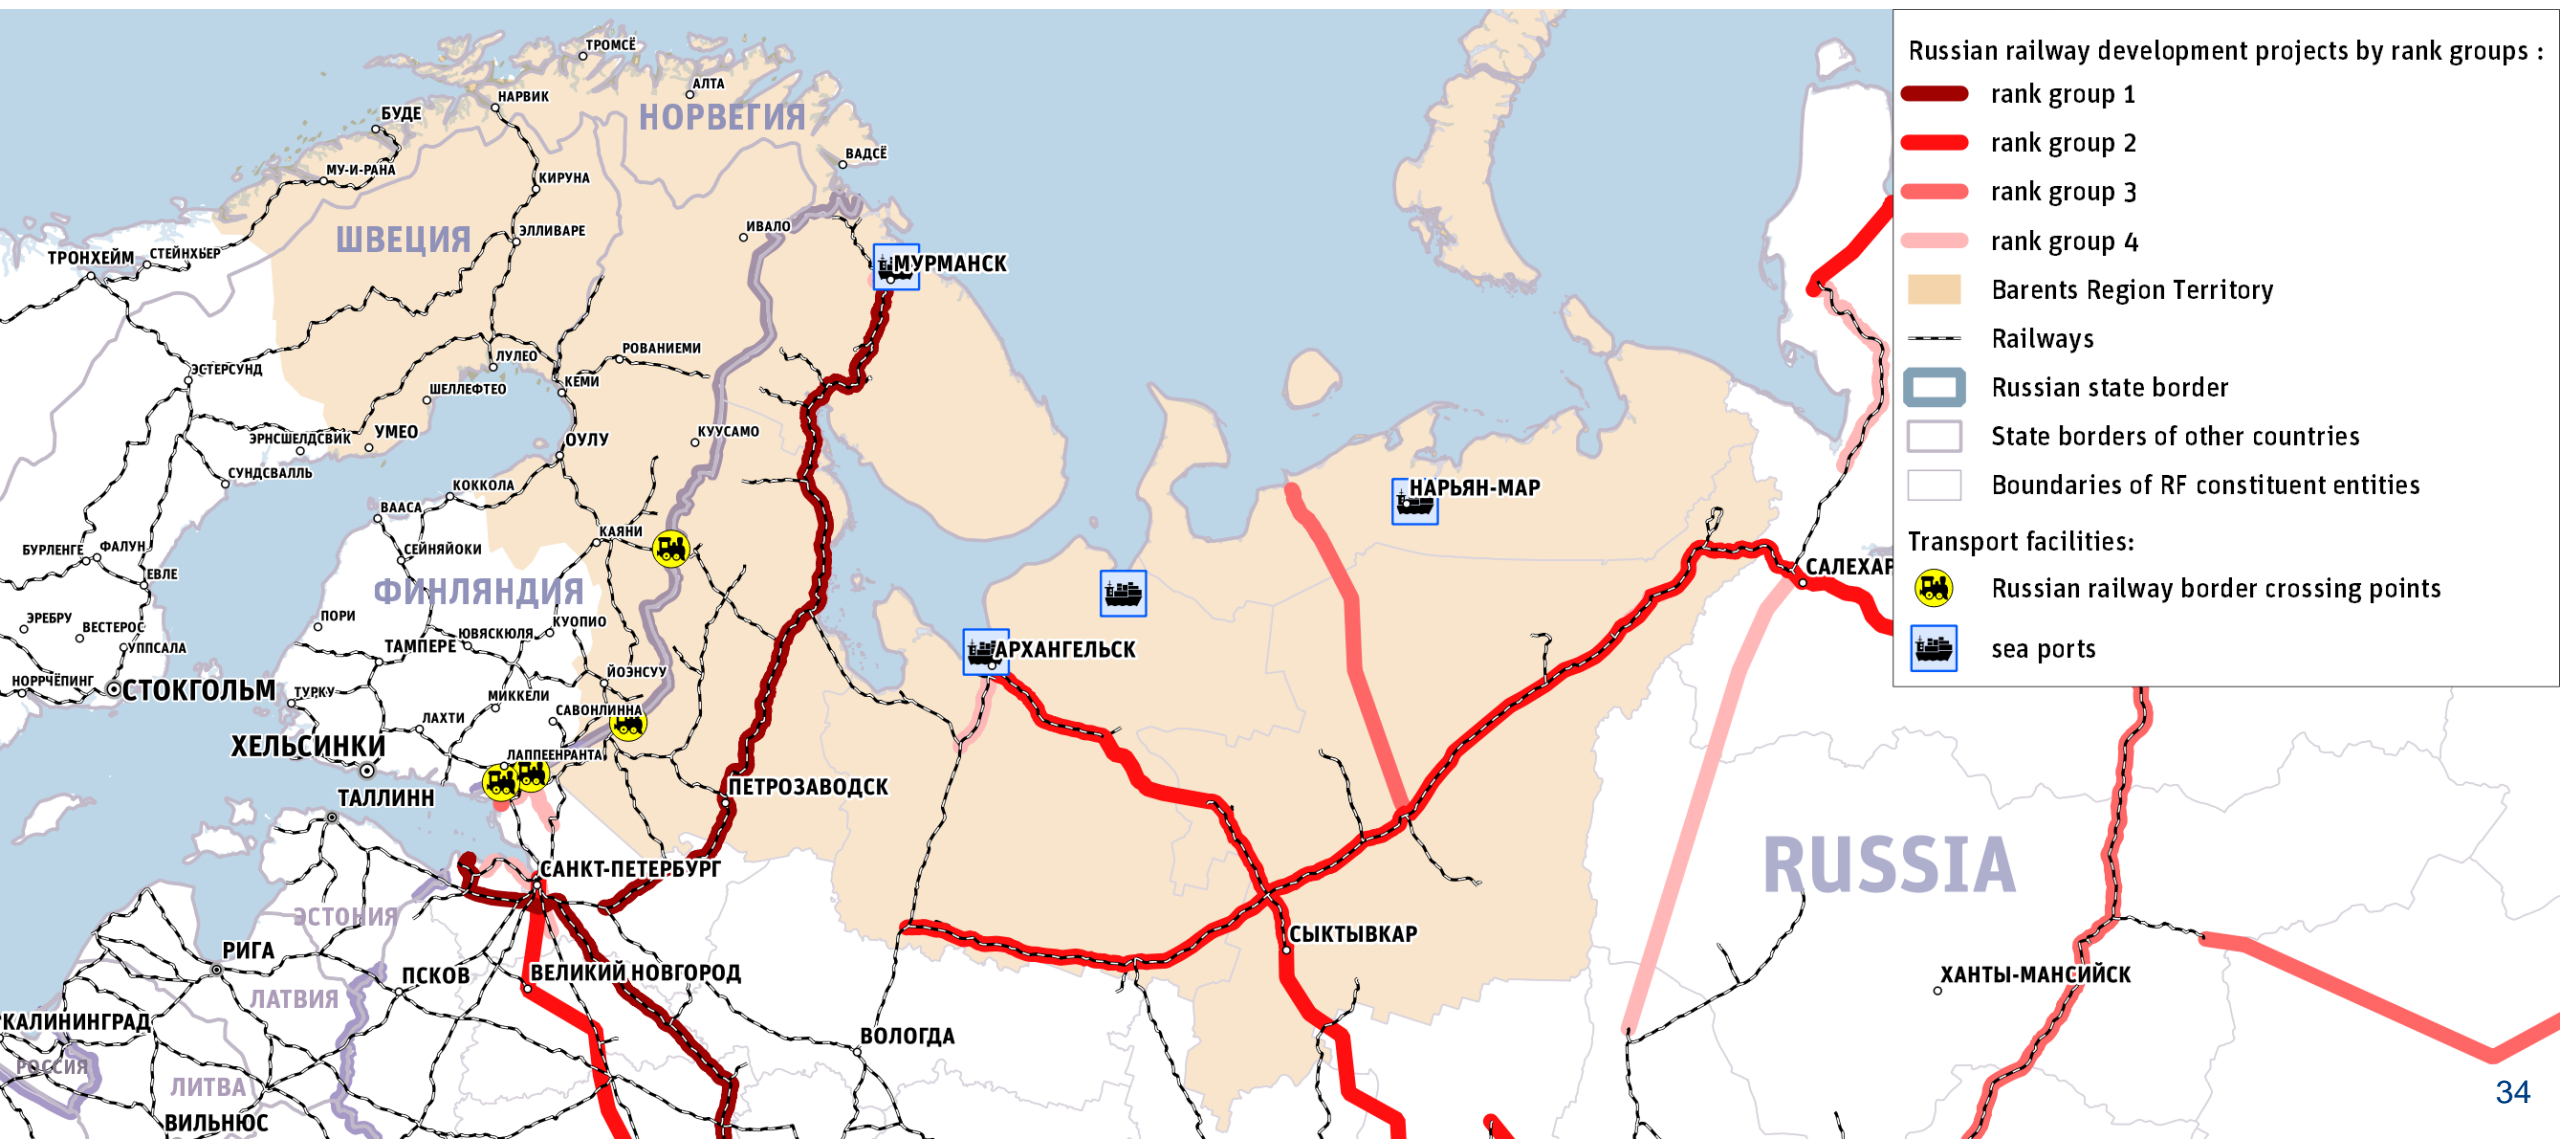 Russian railway development projects by rank groups :
rank group 1
rank group 2
rank group 3
rank group 4
Barents Region Territory
Railways
Russian state border
State borders of other countries
Boundaries of RF constituent entities
Transport facilities:
Russian railway border crossing points
sea ports
ТРОМСЁ
АЛТА
НАРВИК
НОРВЕГИЯ
БУДЕ
ВАДСЁ
МУ-И-РАНА
КИРУНА
ИВАЛО
ЭЛЛИВАРЕ
ШВЕЦИЯ
СТЕЙНХЬЕР
ТРОНХЕЙМ
МУРМАНСК
РОВАНИЕМИ
ЛУЛЕО
ЭСТЕРСУНД
КЕМИ
ШЕЛЛЕФТЕО
УМЕО
КУУСАМО
ЭРНСШЕЛДСВИК
ОУЛУ
СУНДСВАЛЛЬ
КОККОЛА
НАРЬЯН-МАР
ВААСА
КАЯНИ
БУРЛЕНГЕ
ФАЛУН
СЕЙНЯЙОКИ
САЛЕХАР
ЕВЛЕ
ФИНЛЯНДИЯ
ПОРИ
ЭРЕБРУ
ВЕСТЕРОС
КУОПИО
ЮВЯСКЮЛЯ
УППСАЛА
ТАМПЕРЕ
АРХАНГЕЛЬСК
ЙОЭНСУУ
НОРРЧЁПИНГ
СТОКГОЛЬМ
ТУРКУ
МИККЕЛИ
САВОНЛИННА
ЛАХТИ
ХЕЛЬСИНКИ
ЛАППЕЕНРАНТА
ПЕТРОЗАВОДСК
ТАЛЛИНН
RUSSIA
САНКТ-ПЕТЕРБУРГ
ЭСТОНИЯ
СЫКТЫВКАР
РИГА
ПСКОВ
ВЕЛИКИЙ НОВГОРОД
ХАНТЫ-МАНСИЙСК
ЛАТВИЯ
КАЛИНИНГРАД
ВОЛОГДА
РОССИЯ
ЛИТВА
34
ВИЛЬНЮС